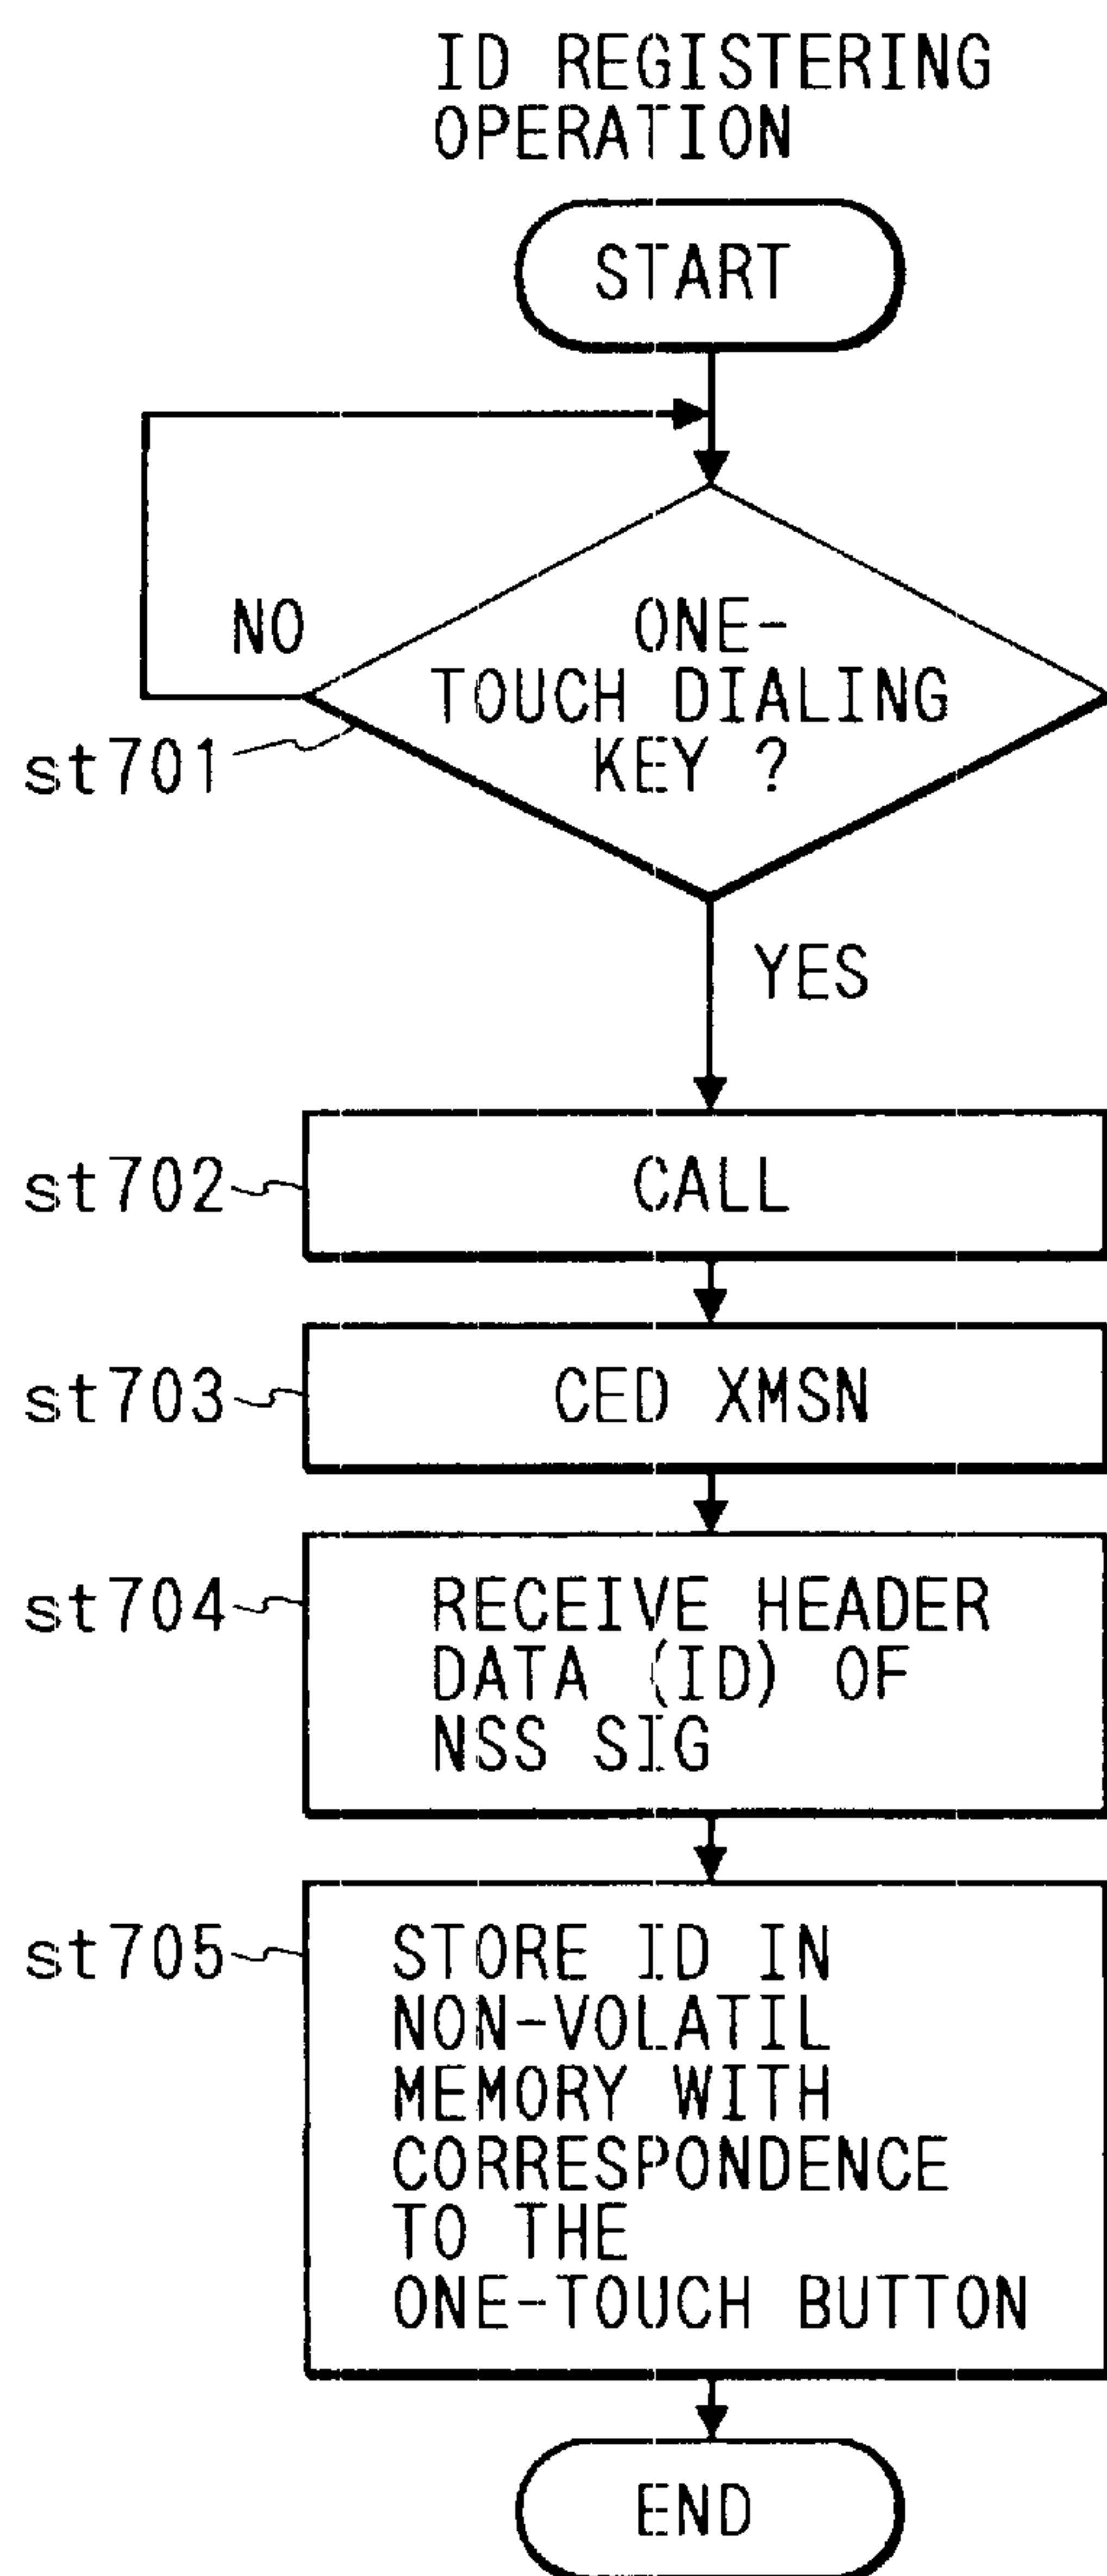 ID REGISTERING
OPERATION
START
NO
ONE-
TOUCH DIALING
KEY ?
st701
YES
st702
CALL
st703
CED XMSN
st704
RECEIVE HEADER
DATA (ID) OF
NSS SIG
st705
STORE ID IN
NON-VOLATIL
MEMORY WITH
CORRESPONDENCE
TO THE
ONE-TOUCH BUTTON
END